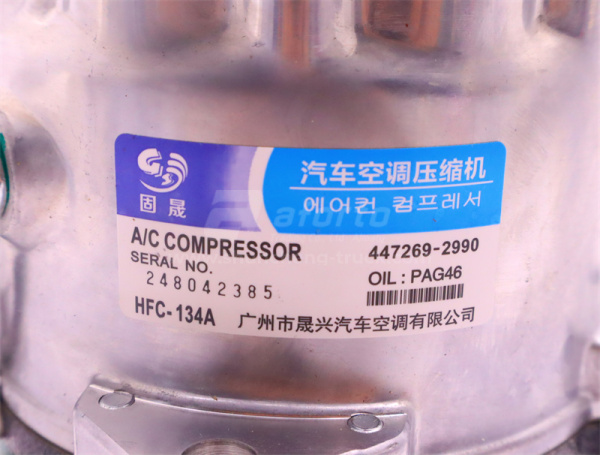 汽车空调压缩机
에어컨 컴프레서
固晟
A/C COMPRESSOR
447269-2990
SERIAL NO.
248042385
OIL : PAG46
HFC-134A
广州市晟兴汽车空调有限公司